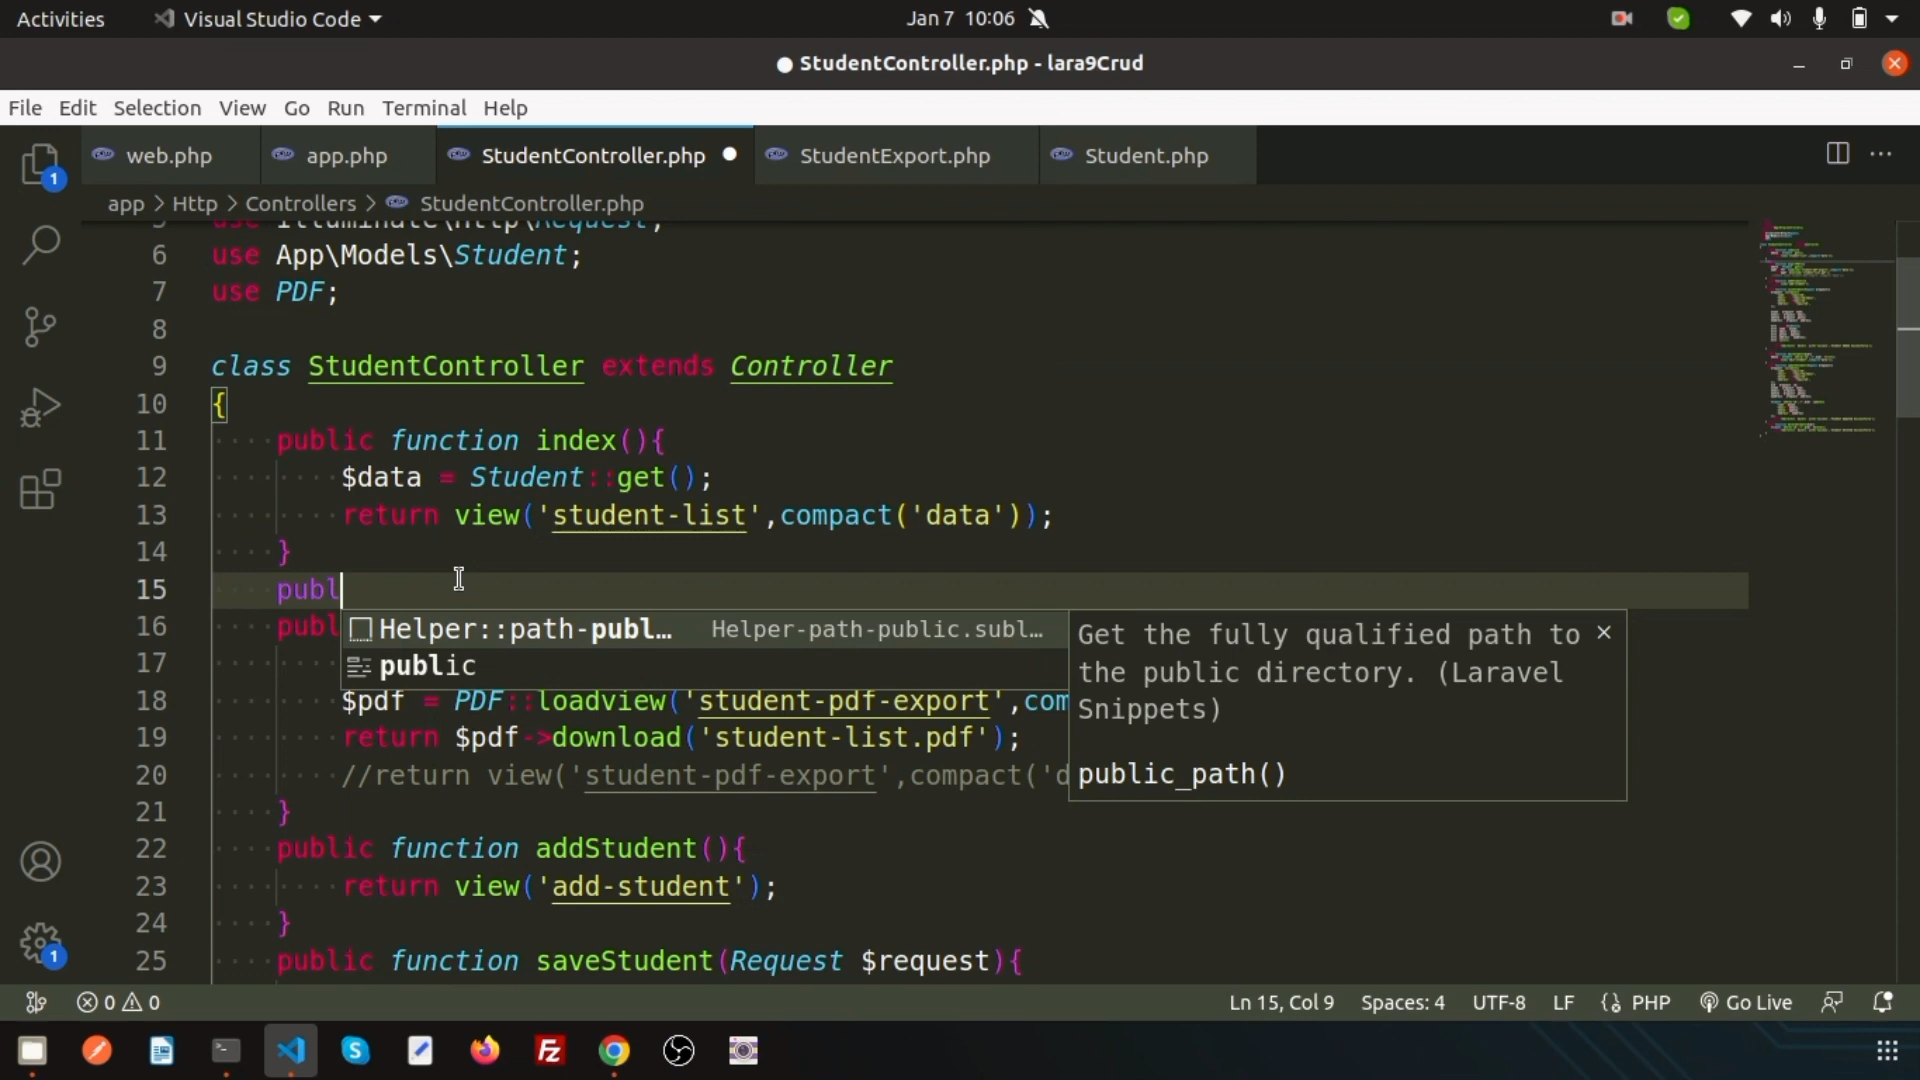 Activities Visual Studio Code Jan 7 10:06
StudentController.php - lara9Crud
File Edit Selection View Go Run Terminal Help
web.php app.php StudentController.php StudentExport.php Student.php
app > Http > Controllers > StudentController.php
5 use Illuminate\Http\Request;
6 use App\Models\Student;
7 use PDF;
8
9 class StudentController extends Controller
10 {
11 public function index(){
12 $data = Student::get();
13 return view('student-list',compact('data'));
14 }
15 publ
16 publ
Helper::path-publ… Helper-path-public.subl…
public
Get the fully qualified path to
the public directory. (Laravel
Snippets)
public_path()
17
18 $pdf = PDF::loadview('student-pdf-export',com
19 return $pdf->download('student-list.pdf');
20 //return view('student-pdf-export',compact('d
21 }
22 public function addStudent(){
23 return view('add-student');
24 }
25 public function saveStudent(Request $request){
1
1
0 0 Ln 15, Col 9 Spaces: 4 UTF-8 LF PHP Go Live